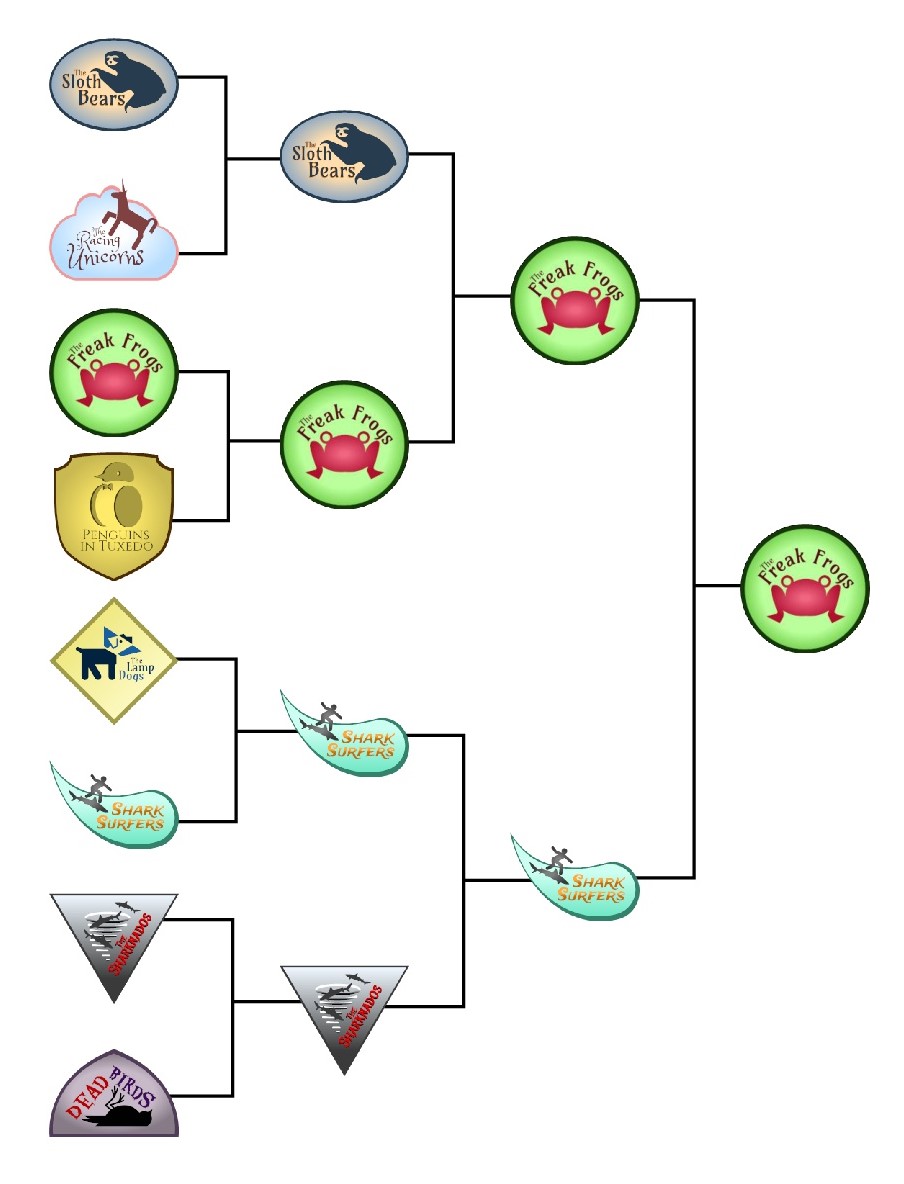 The
Sloth
Bears
The
Sloth
Bears
The
Racing
Unicorns
The
Freak Frogs
The
Freak Frogs
The
Freak Frogs
PENGUINS
IN TUXEDO
The
Freak Frogs
The
Lamp
Dogs
SHARK
SURFERS
SHARK
SURFERS
SHARK
SURFERS
THE
SHARKNADOS
THE
SHARKNADOS
DEAD BIRDS